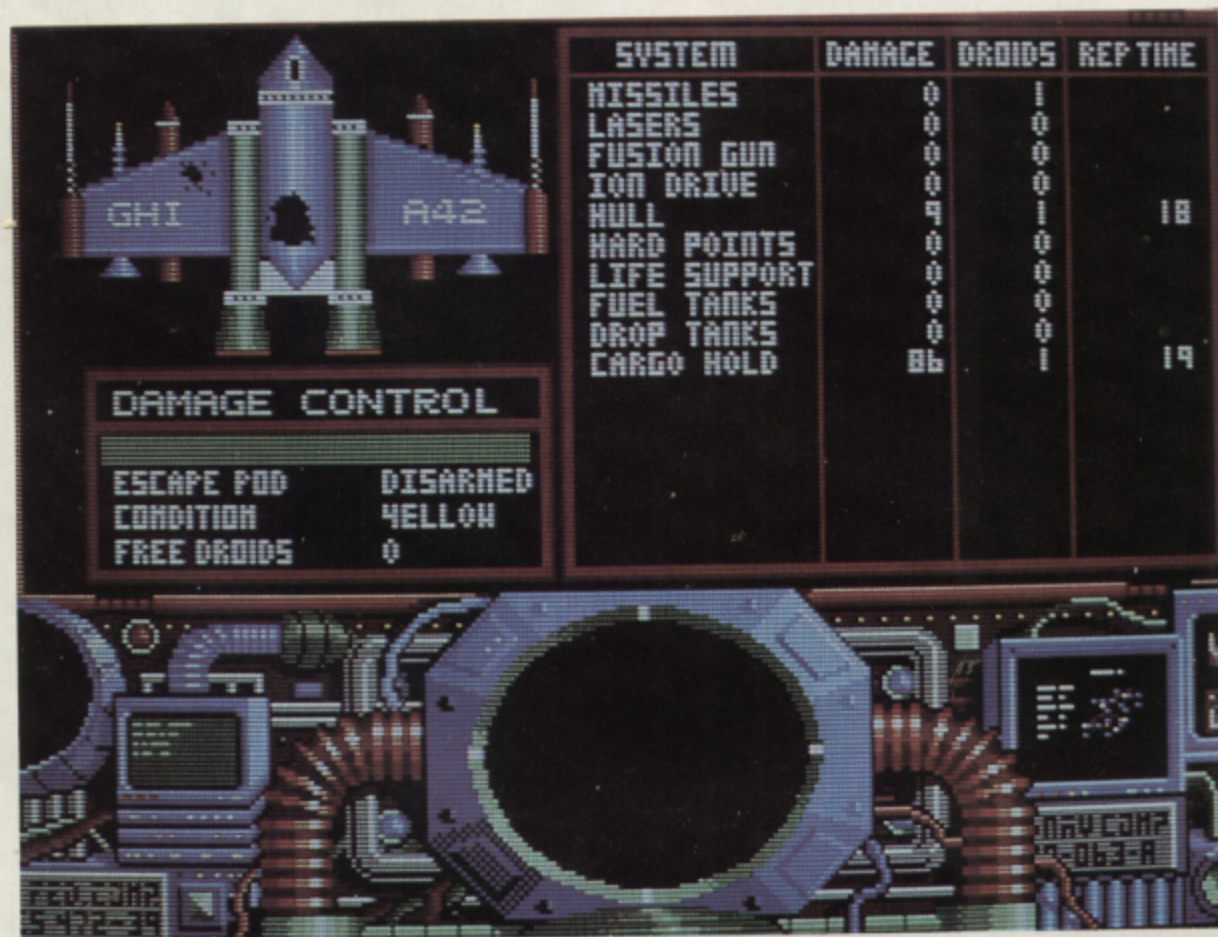 GHI A42
DAMAGE CONTROL
ESCAPE POD DISARMED
CONDITION YELLOW
FREE DROIDS 0
SYSTEM DAMAGE DROIDS REP TIME
MISSILES 0 1
LASERS 0 0
FUSION GUN 0 0
ION DRIVE 0 0
HULL 9 1 18
HARD POINTS 0 0
LIFE SUPPORT 0 0
FUEL TANKS 0 0
DROP TANKS 0 0
CARGO HOLD 86 1 19
NAV COMP
-063-A
COMP
472-39